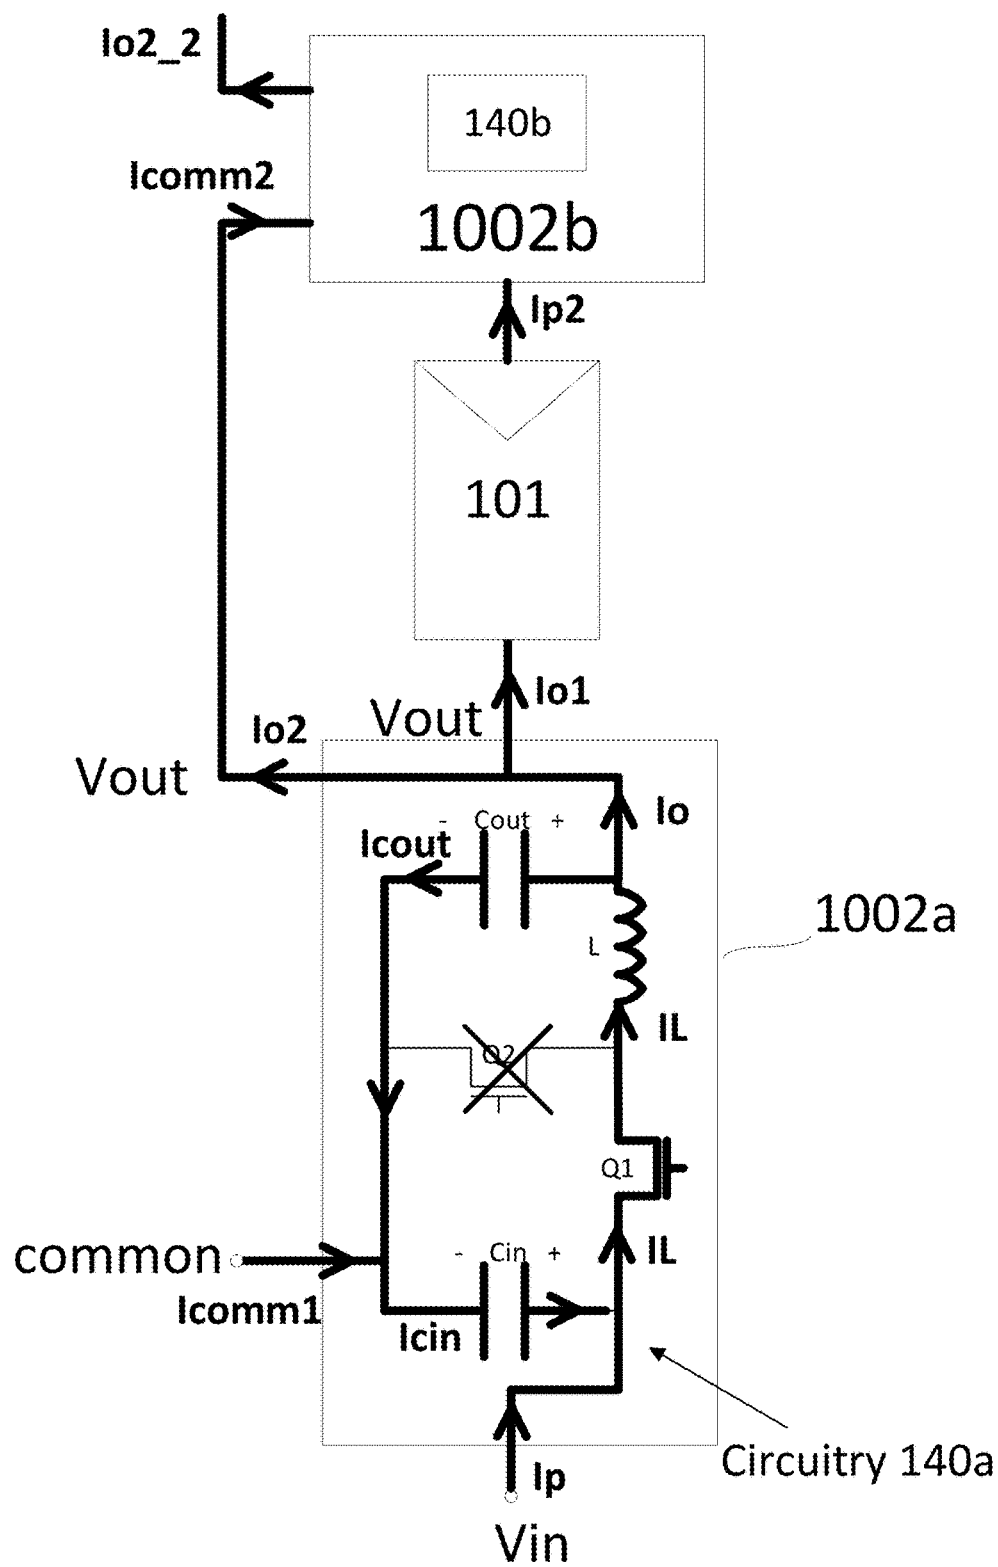 Io2_2
140b
Icomm2
1002b
Ip2
101
Io1
Vout
Io2
Vout
Io
- Cout +
Icout
1002a
L
IL
Q2
Q1
common
- Cin +
IL
Icomm1
Icin
Circuitry 140a
Ip
Vin